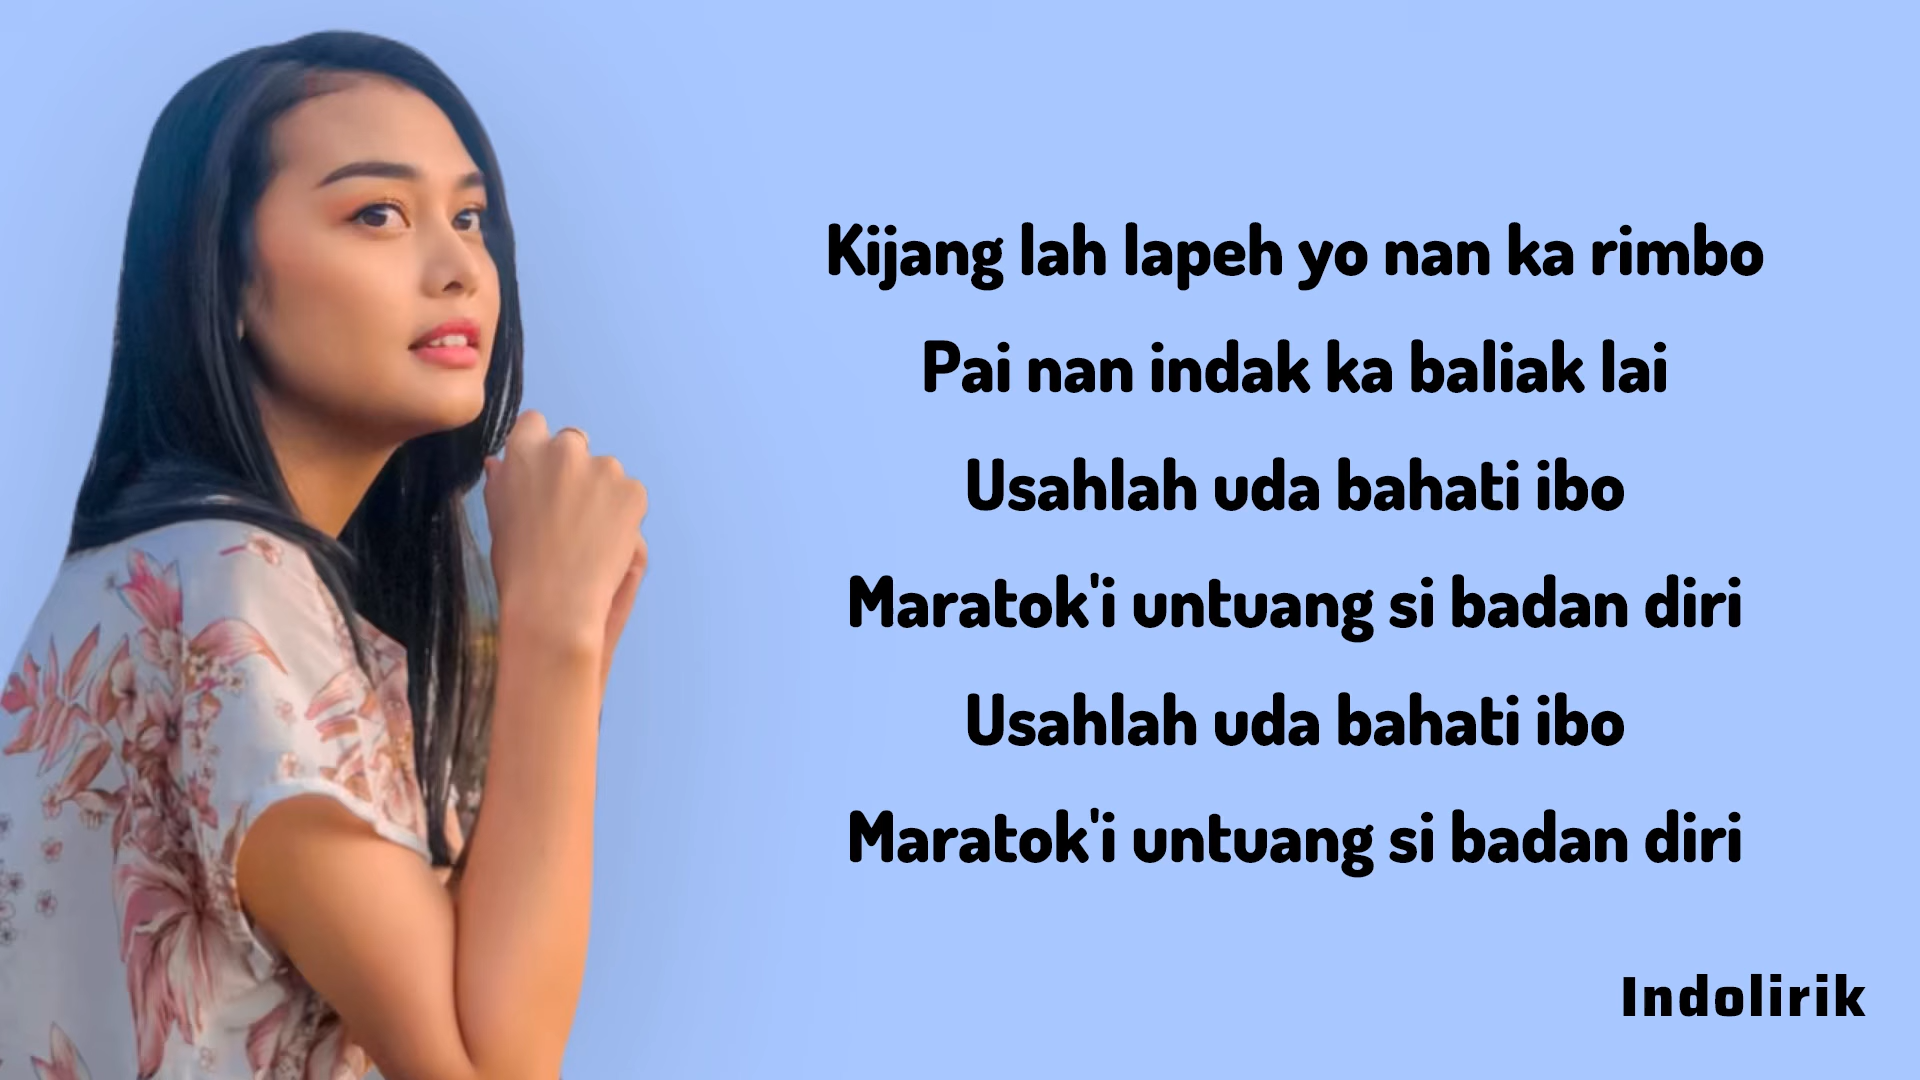 Kijang lah lapeh yo nan ka rimbo
Pai nan indak ka baliak lai
Usahlah uda bahati ibo
Maratok'i untuang si badan diri
Usahlah uda bahati ibo
Maratok'i untuang si badan diri
Indolirik